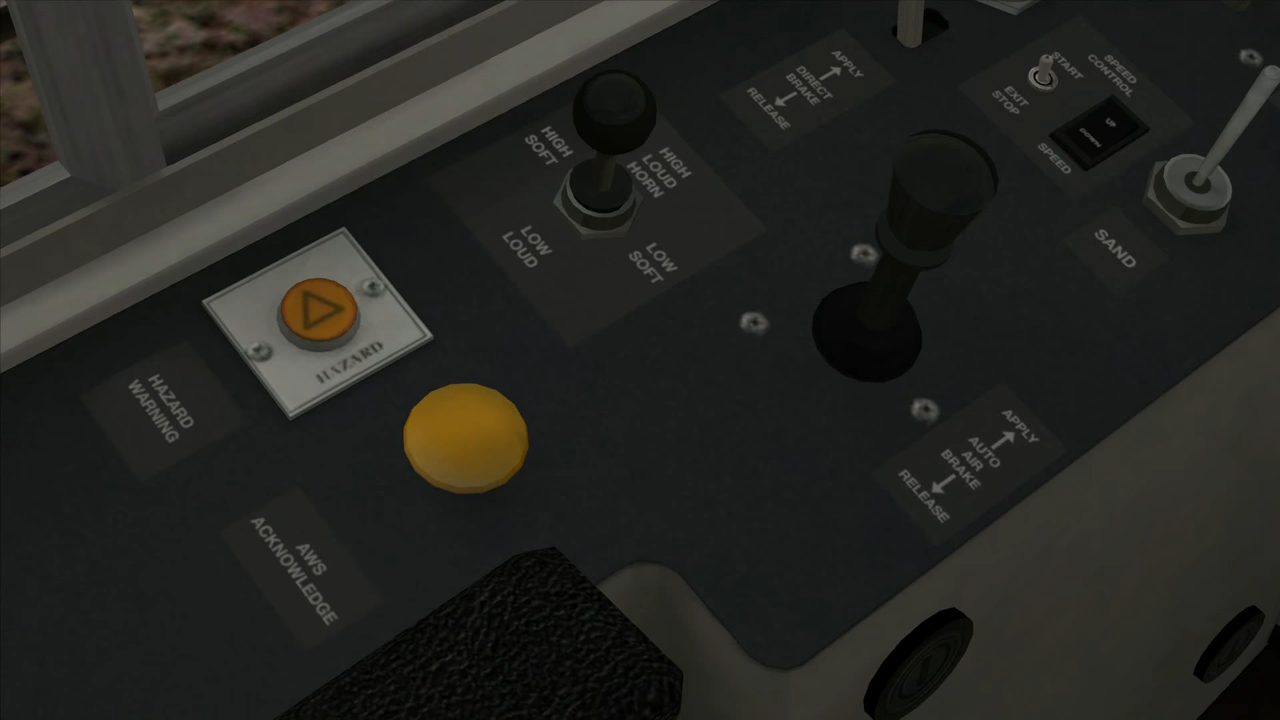 APPLY
DIRECT
BRAKE
RELEASE
START
SPEED
CONTROL
EXIT
STOP
UP
DOWN
SPEED
HIGH
SOFT
HIGH
LOUD
HORN
LOW
LOUD
LOW
SOFT
SAND
HAZARD
HAZARD
WARNING
APPLY
AUTO
AIR
BRAKE
RELEASE
AWS
ACKNOWLEDGE